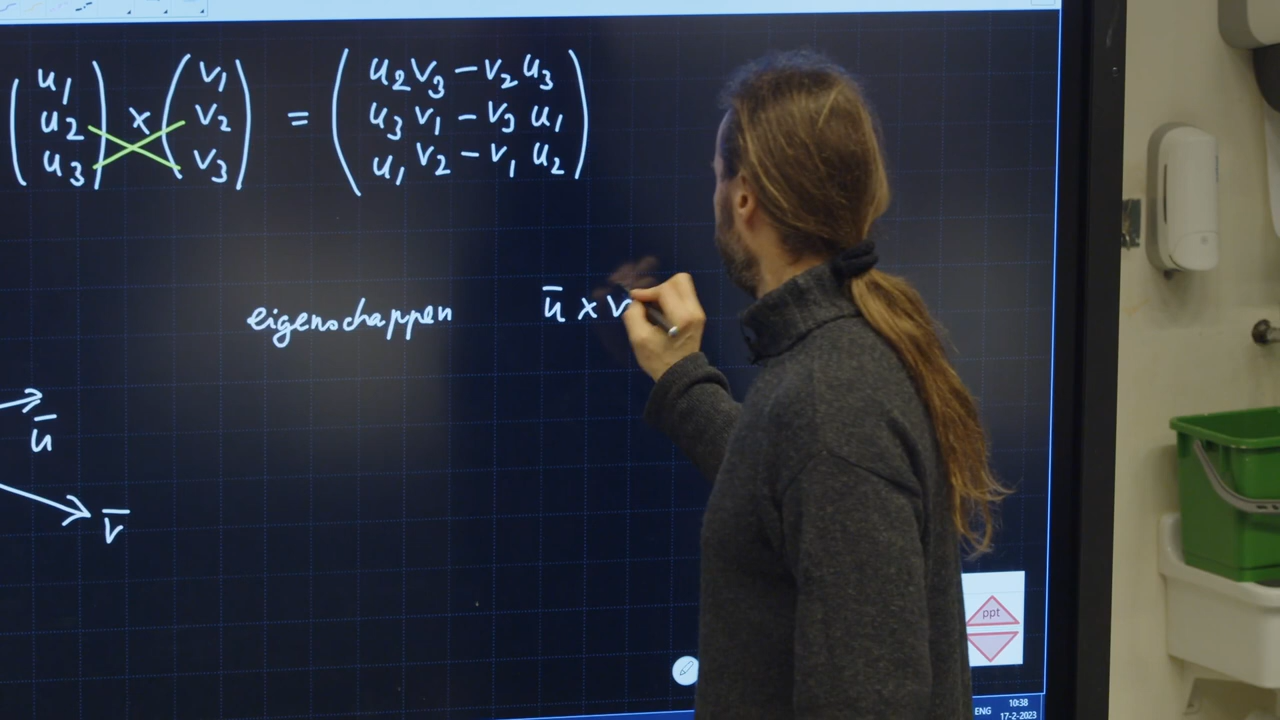 u₁ v₁ u₂v₃ – v₂u₃
u₂ × v₂ = u₃v₁ – v₃u₁
u₃ v₃ u₁v₂ – v₁u₂
eigenschappen ū × v
ū
v̅
ppt
ENG 10:38
17-2-2023